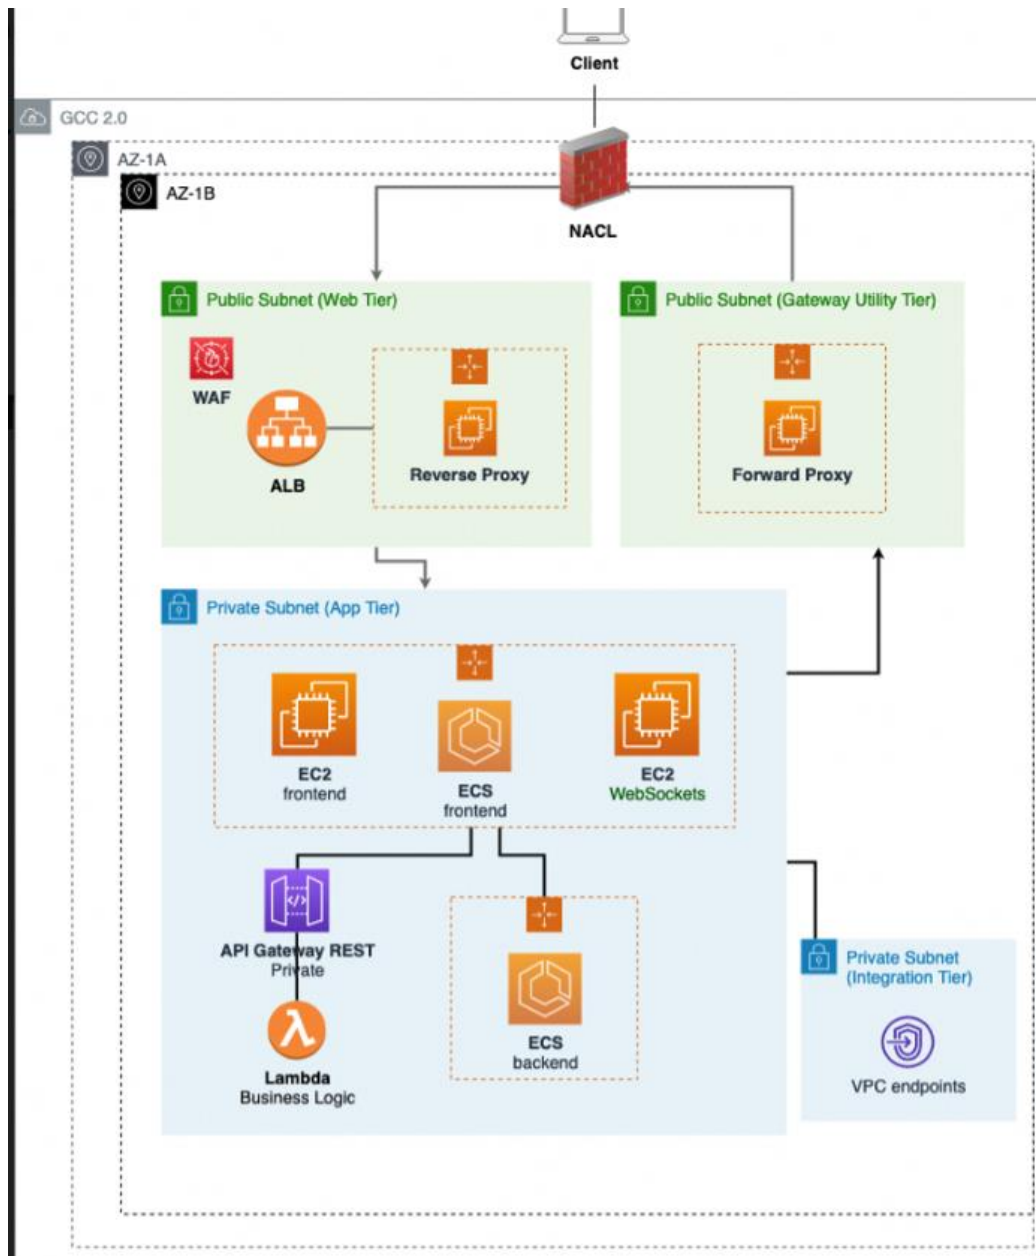 Client
GCC 2.0
AZ-1A
AZ-1B
NACL
Public Subnet (Web Tier)
Public Subnet (Gateway Utility Tier)
WAF
ALB
Reverse Proxy
Forward Proxy
Private Subnet (App Tier)
EC2
frontend
ECS
frontend
EC2
WebSockets
API Gateway REST
Private
Lambda
Business Logic
ECS
backend
Private Subnet
(Integration Tier)
VPC endpoints